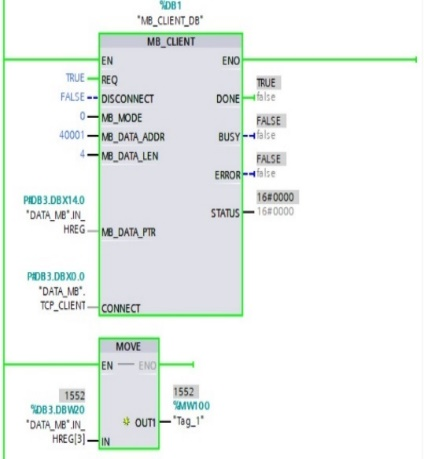 %DB1
"MB_CLIENT_DB"
MB_CLIENT
EN ENO
TRUE REQ
TRUE
FALSE DISCONNECT DONE false
0 MB_MODE
FALSE
40001 MB_DATA_ADDR BUSY false
4 MB_DATA_LEN
FALSE
ERROR false
16#0000
P#DB3.DBX14.0
STATUS 16#0000
"DATA_MB".IN_
HREG MB_DATA_PTR
P#DB3.DBX0.0
"DATA_MB".
TCP_CLIENT CONNECT
MOVE
EN ENO
1552 1552
%DB3.DBW20 %MW100
"DATA_MB".IN_ OUT1 "Tag_1"
HREG[3] IN